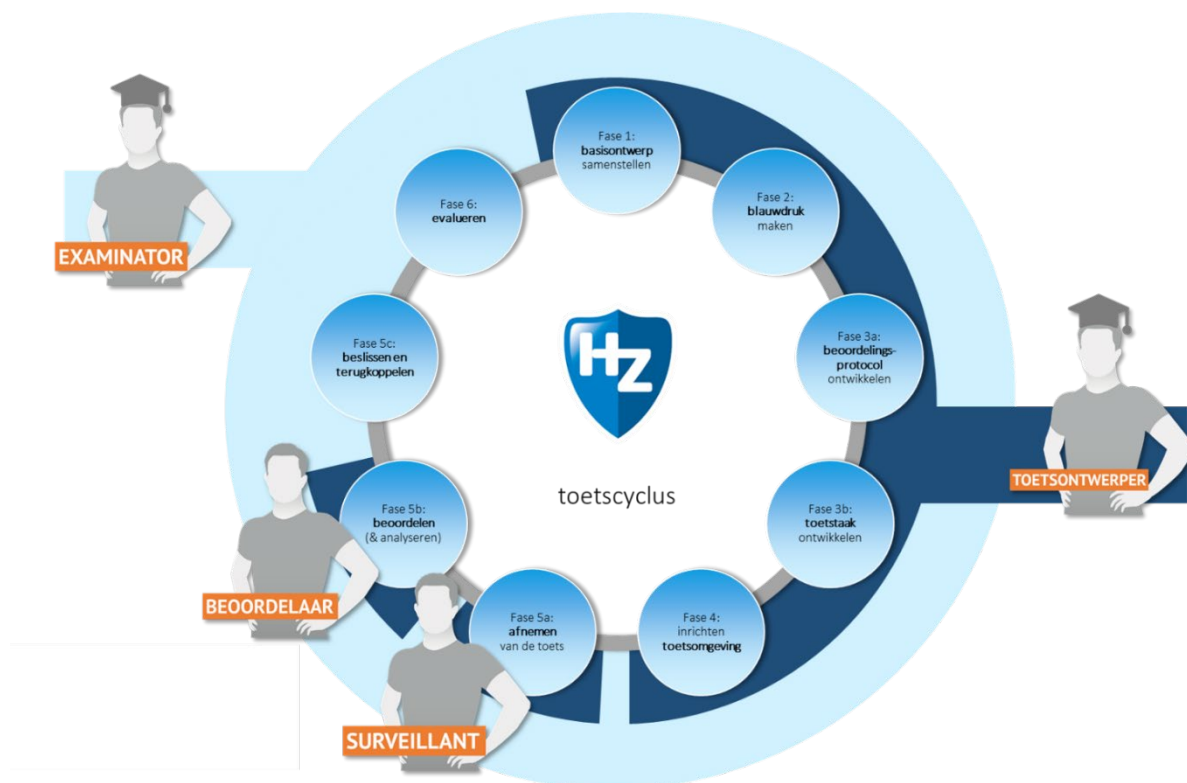 Fase 1:
basisontwerp
samenstellen
Fase 2:
blauwdruk
maken
Fase 3a:
beoordelings-
protocol
ontwikkelen
Fase 3b:
toetstaak
ontwikkelen
Fase 4:
inrichten
toetsomgeving
Fase 5a:
afnemen
van de toets
Fase 5b:
beoordelen
(& analyseren)
Fase 5c:
beslissen en
terugkoppelen
Fase 6:
evalueren
HZ
toetscyclus
EXAMINATOR
TOETSONTWERPER
BEOORDELAAR
SURVEILLANT